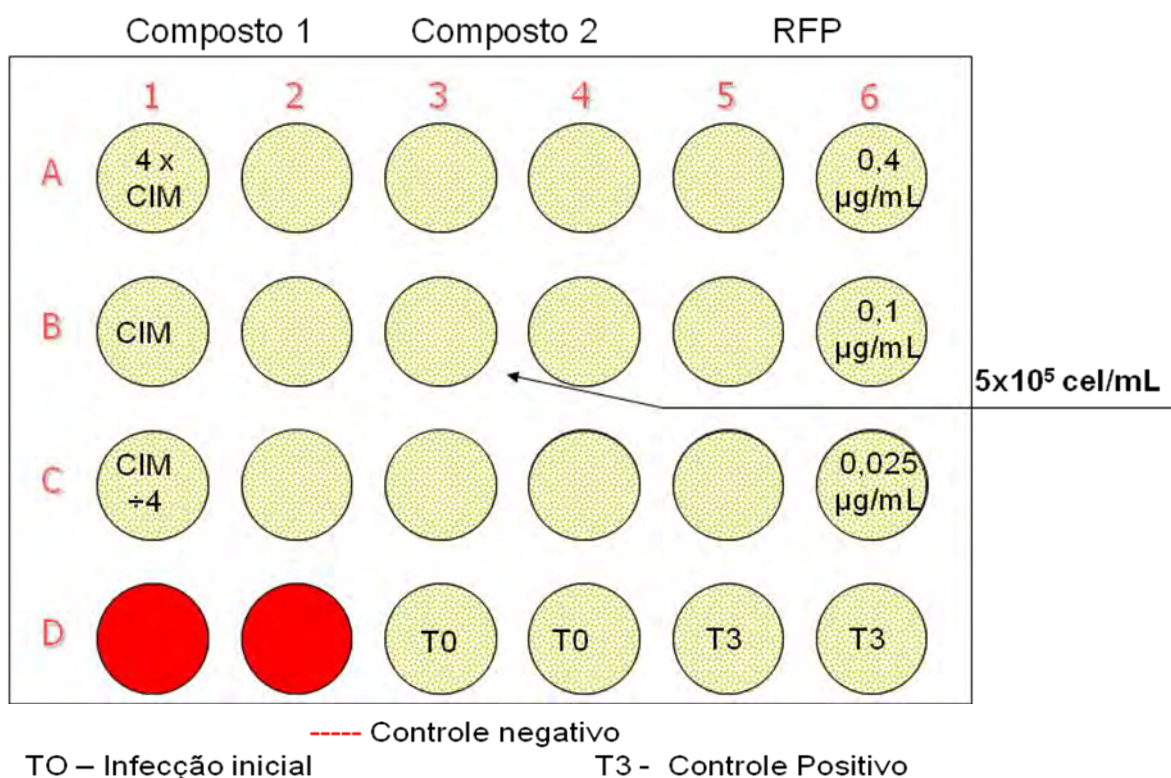 Composto 1 Composto 2 RFP
1 2 3 4 5 6
A
4 x
CIM
0,4
µg/mL
B
CIM
0,1
µg/mL
5x10⁵ cel/mL
C
CIM
÷4
0,025
µg/mL
D
T0 T0 T3 T3
----- Controle negativo
TO – Infecção inicial T3 - Controle Positivo